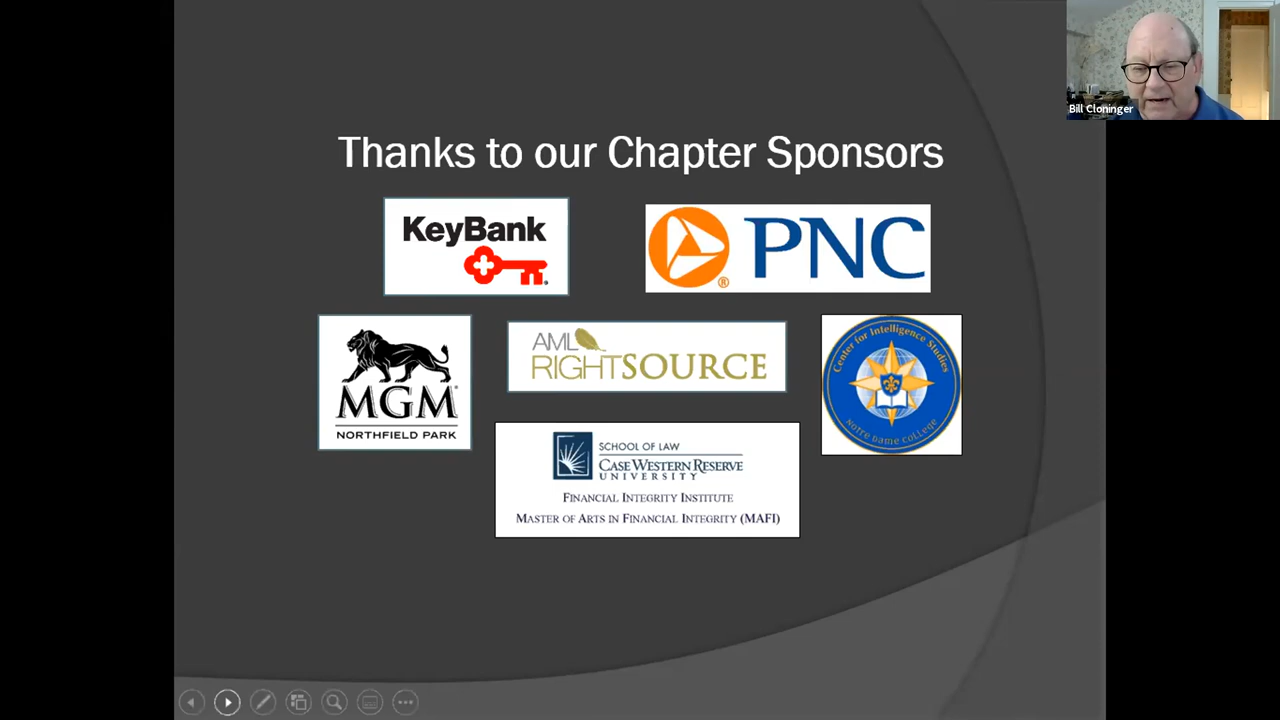 Bill Cloninger
Thanks to our Chapter Sponsors
KeyBank
PNC
®
MGM
NORTHFIELD PARK
AML
RIGHTSOURCE
Center for Intelligence Studies
NOTRE DAME COLLEGE
SCHOOL OF LAW
CASE WESTERN RESERVE
UNIVERSITY
FINANCIAL INTEGRITY INSTITUTE
MASTER OF ARTS IN FINANCIAL INTEGRITY (MAFI)